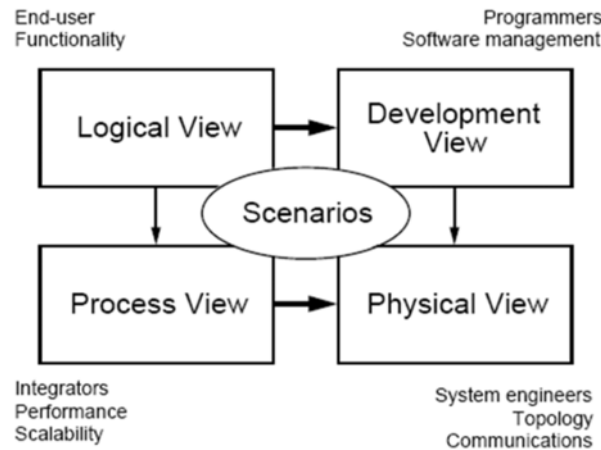 End-user
Functionality
Programmers
Software management
Logical View
Development
View
Scenarios
Process View
Physical View
Integrators
Performance
Scalability
System engineers
Topology
Communications